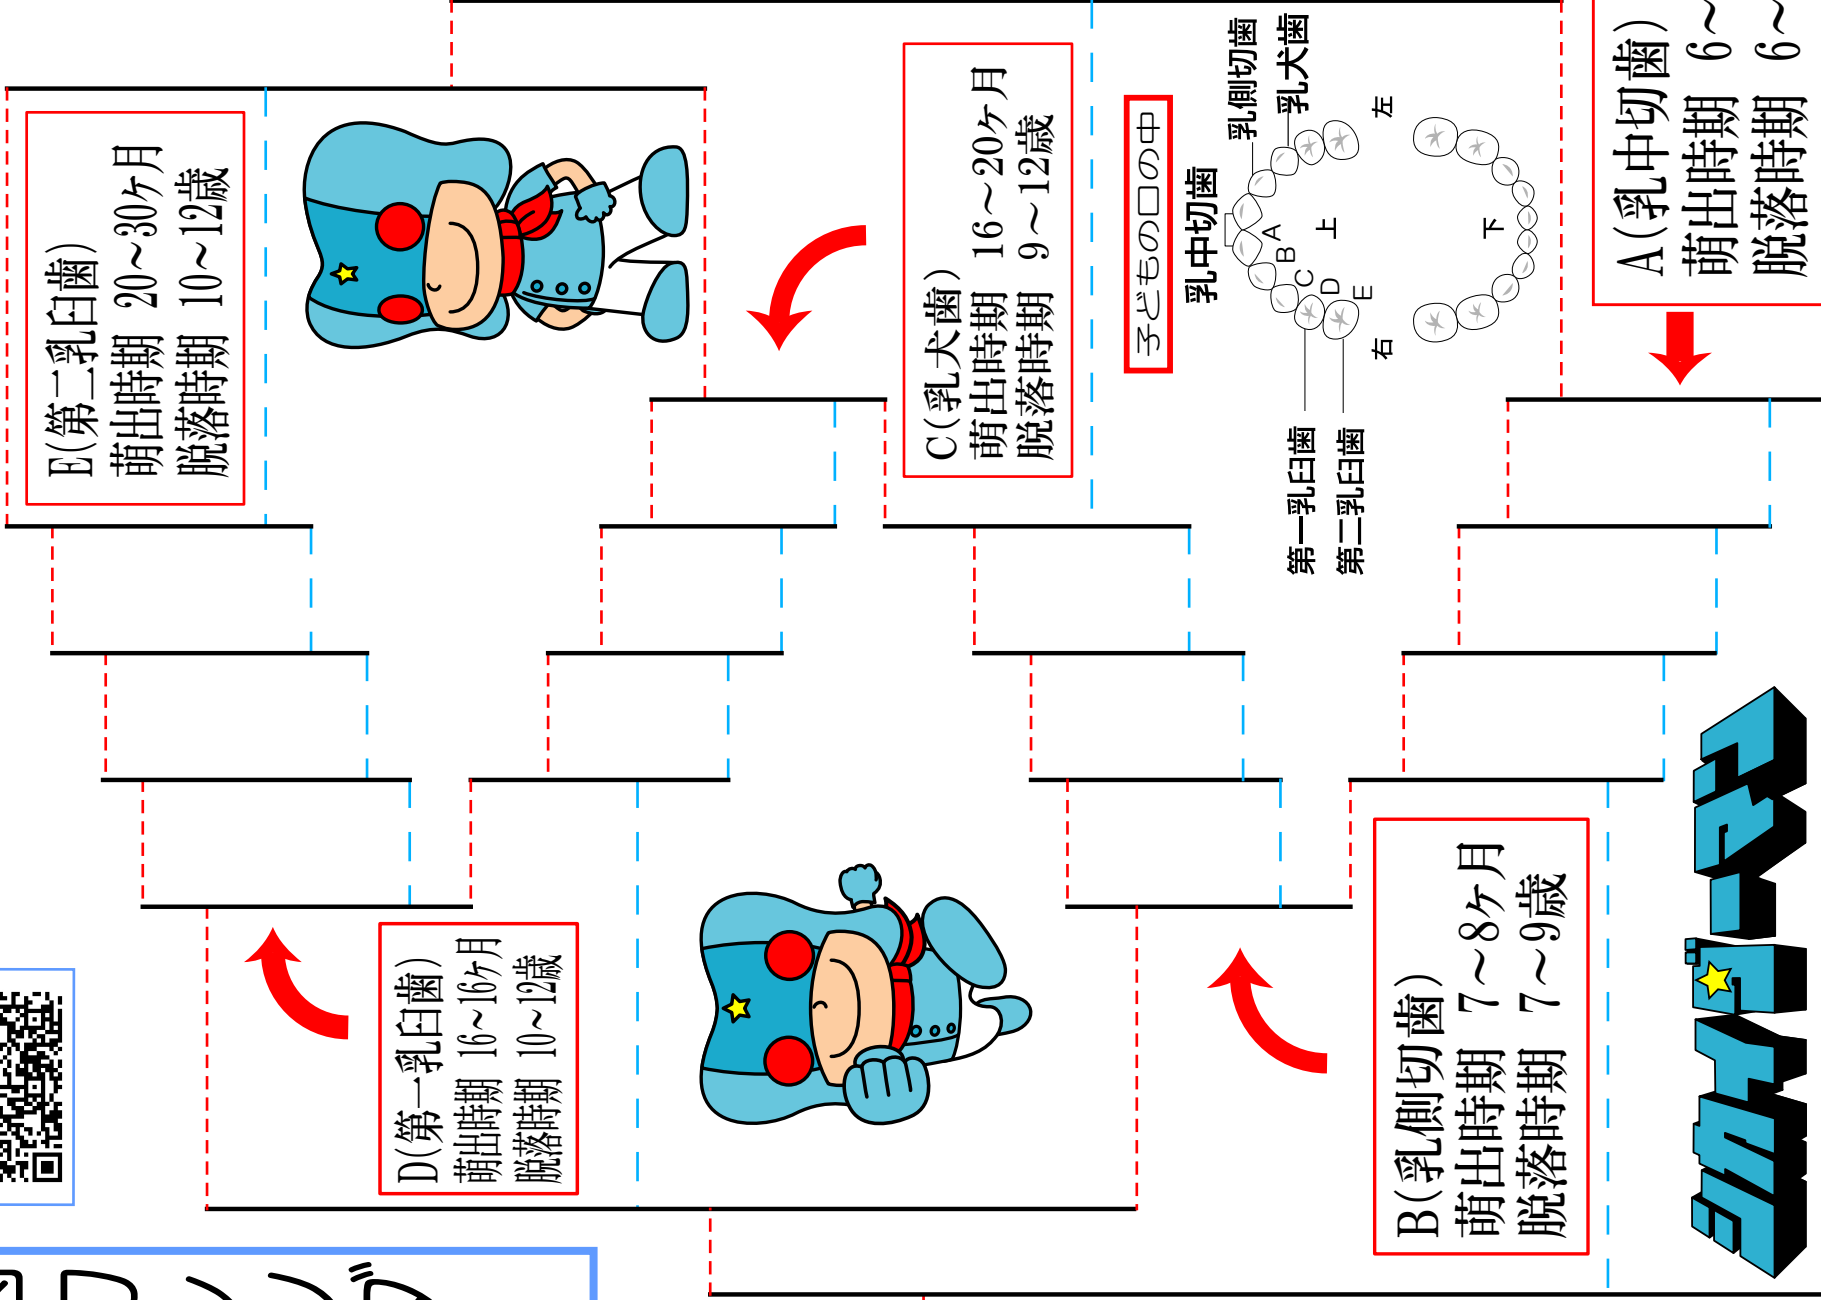 E(第二乳臼歯)
萌出時期 20～30ヶ月
脱落時期 10～12歳
C(乳犬歯)
萌出時期 16～20ヶ月
脱落時期 9～12歳
子どもの口の中
乳中切歯
乳側切歯
乳犬歯
A
B
C
D
E
上
下
左
右
第一乳臼歯
第二乳臼歯
A(乳中切歯)
萌出時期 6～
脱落時期 6～
D(第一乳臼歯)
萌出時期 16～16ヶ月
脱落時期 10～12歳
B(乳側切歯)
萌出時期 7～8ヶ月
脱落時期 7～9歳